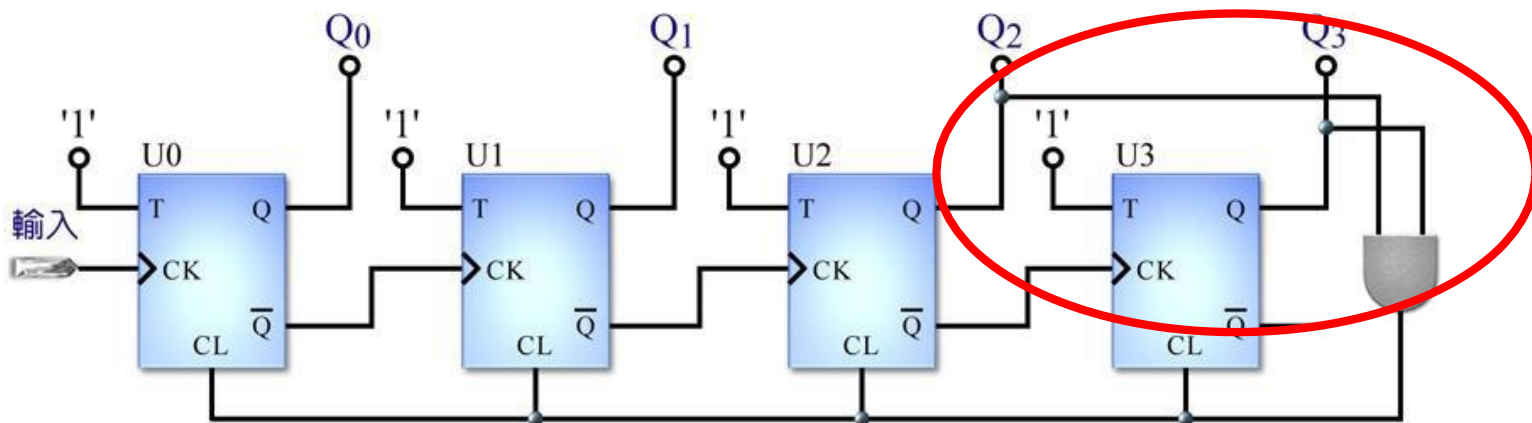 Q0 Q1 Q2 Q3
'1' '1' '1' '1'
U0 U1 U2 U3
T Q T Q T Q T Q
輸入
CK CK CK CK
Q̅ Q̅ Q̅ Q̅
CL CL CL CL